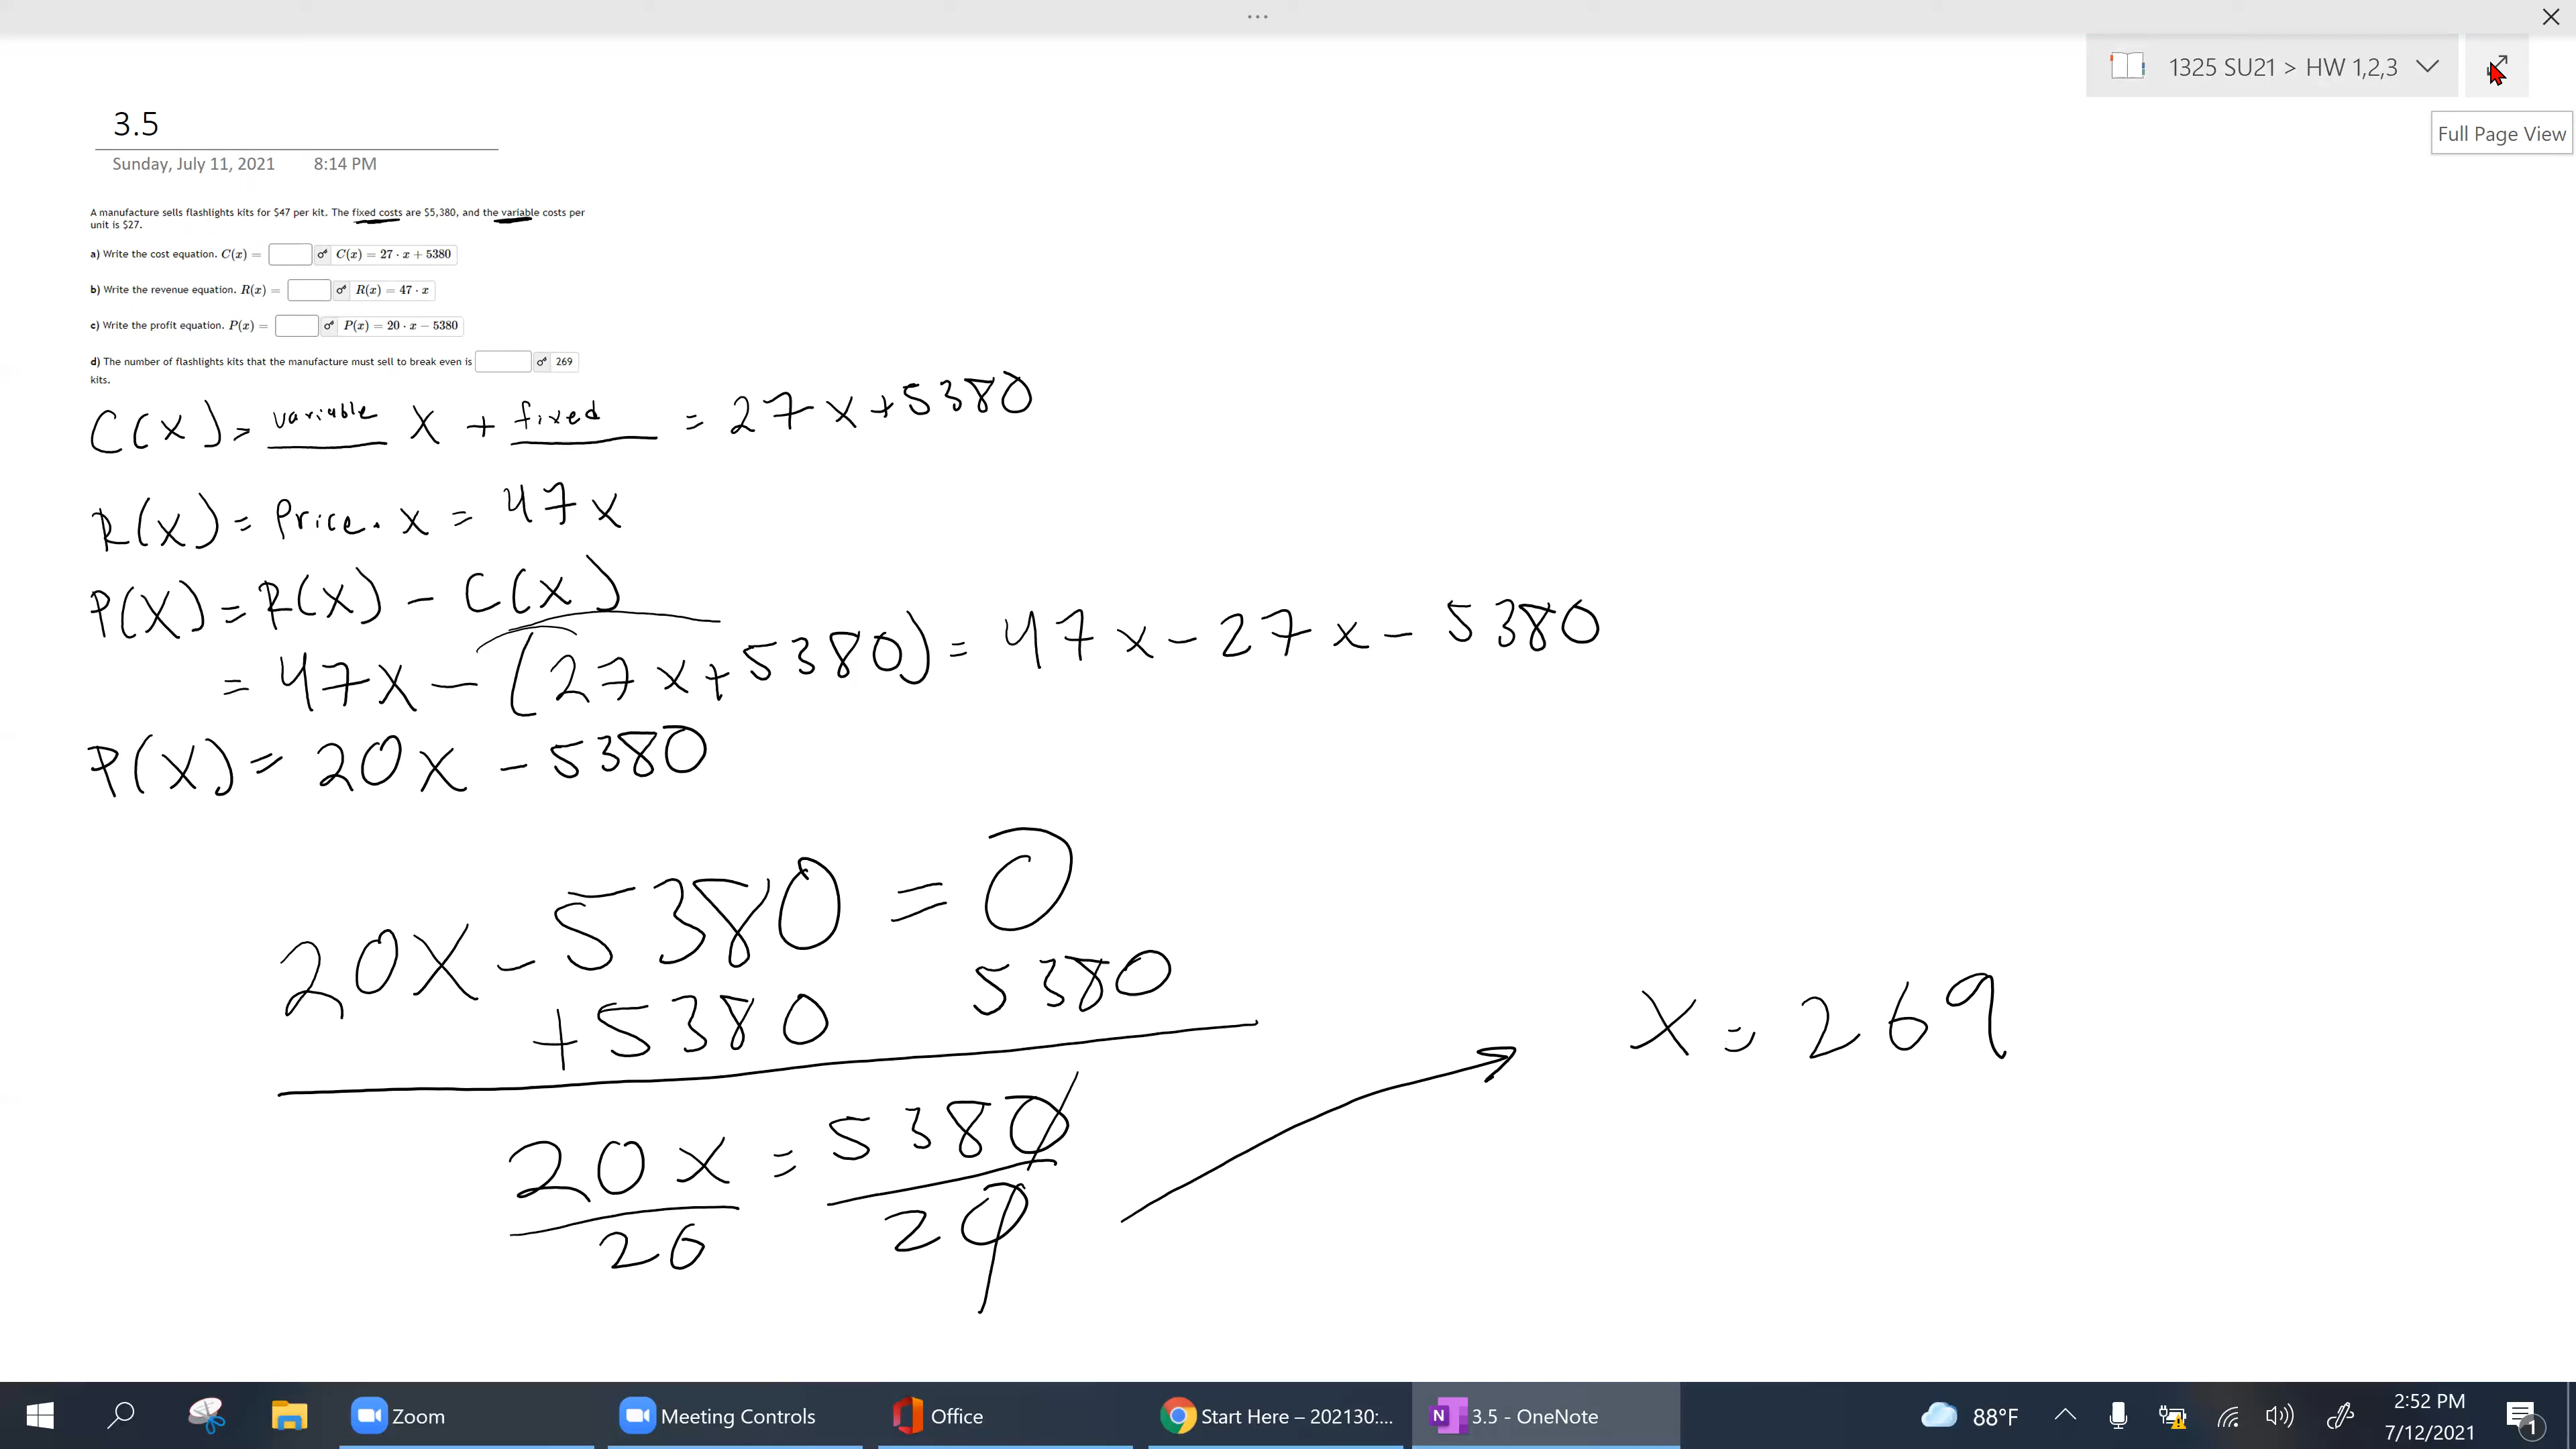 1325 SU21 > HW 1,2,3
Full Page View
3.5
Sunday, July 11, 2021 8:14 PM
A manufacture sells flashlights kits for $47 per kit. The fixed costs are $5,380, and the variable costs per
unit is $27.
a) Write the cost equation. C(x) = C(x) = 27 · x + 5380
b) Write the revenue equation. R(x) = R(x) = 47 · x
c) Write the profit equation. P(x) = P(x) = 20 · x − 5380
d) The number of flashlights kits that the manufacture must sell to break even is 269
kits.
C(X) = variable X + fixed = 27x+5380
R(X) = Price · x = 47x
P(X) = R(X) - C(X)
= 47x - (27x+5380) = 47x - 27x - 5380
P(X) = 20x - 5380
20x - 5380 = 0
+5380 5380
20x = 5380
20 20
x = 269
Zoom
Meeting Controls
Office
Start Here – 202130:...
3.5 - OneNote
88°F
2:52 PM
7/12/2021
1